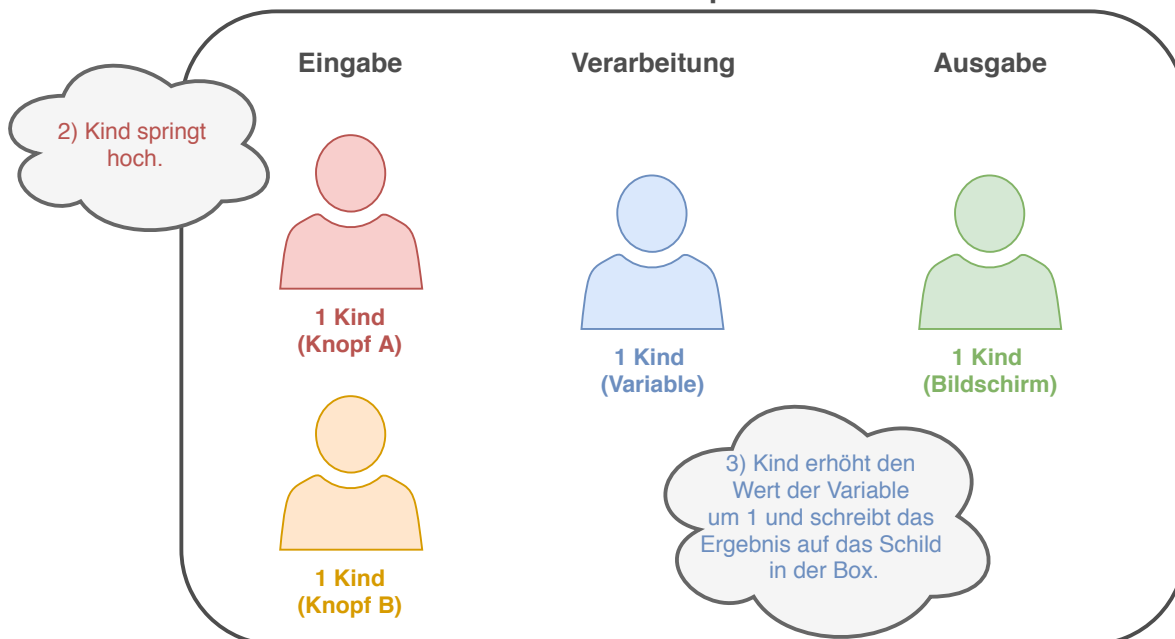 Eingabe
Verarbeitung
Ausgabe
2) Kind springt
hoch.
1 Kind
(Knopf A)
1 Kind
(Variable)
1 Kind
(Bildschirm)
3) Kind erhöht den
Wert der Variable
um 1 und schreibt das
Ergebnis auf das Schild
in der Box.
1 Kind
(Knopf B)